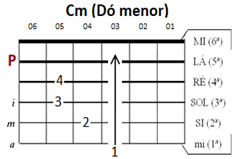 Cm (Dó menor)
06 05 04 03 02 01
MI (6ª)
P LÁ (5ª)
4 RÉ (4ª)
i 3 SOL (3ª)
m 2 SI (2ª)
a 1 mi (1ª)